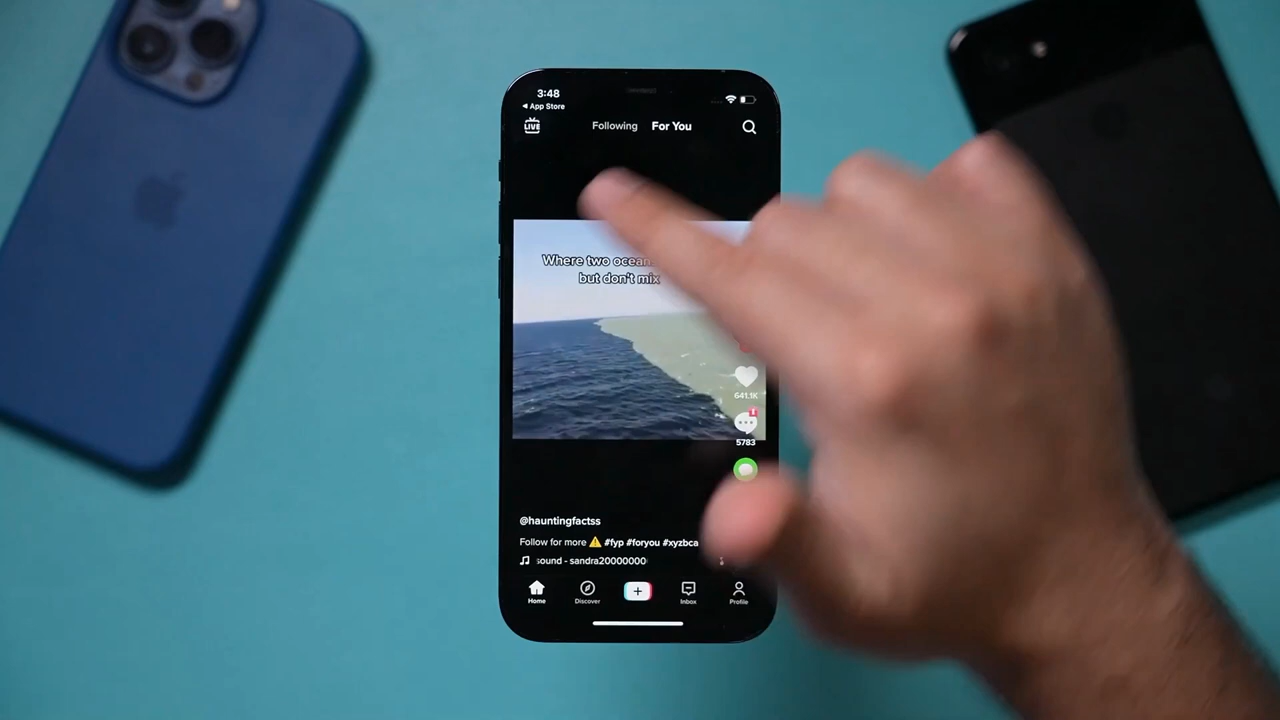 3:48
◀ App Store
LIVE
Following For You
Where two ocean
but don't mix
641.1K
1
5783
@hauntingfactss
Follow for more ⚠️ #fyp #foryou #xyzbca
sound - sandra20000000
Home Discover Inbox Profile